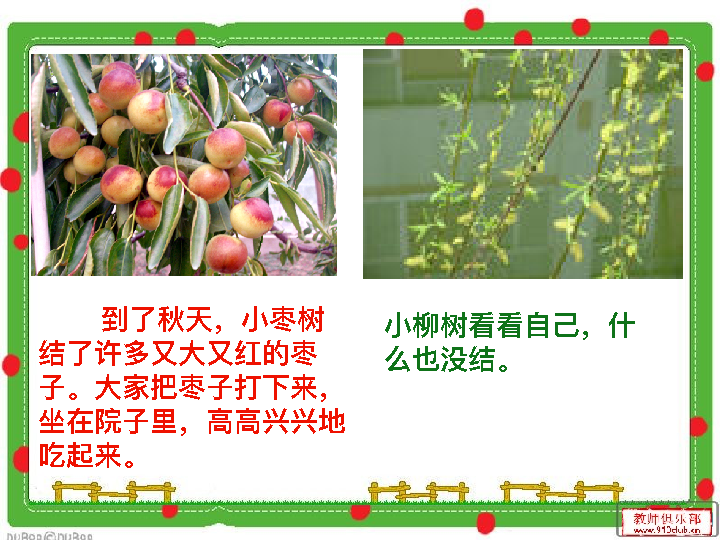 到了秋天，小枣树
结了许多又大又红的枣
子。大家把枣子打下来，
坐在院子里，高高兴兴地
吃起来。
小柳树看看自己，什
么也没结。
教师俱乐部
www.913club.cn